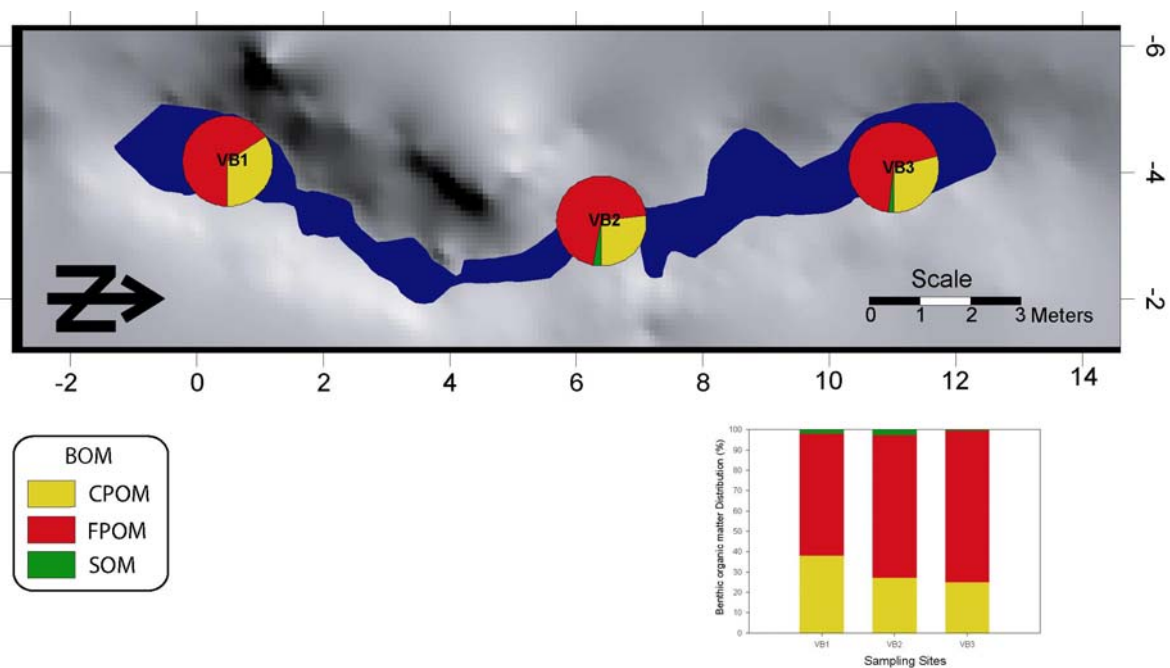 -6
-4
-2
VB1
VB2
VB3
Z
Scale
0 1 2 3 Meters
-2 0 2 4 6 8 10 12 14
BOM
CPOM
FPOM
SOM
Benthic organic matter Distribution (%)
100
90
80
70
60
50
40
30
20
10
0
VB1 VB2 VB3
Sampling Sites